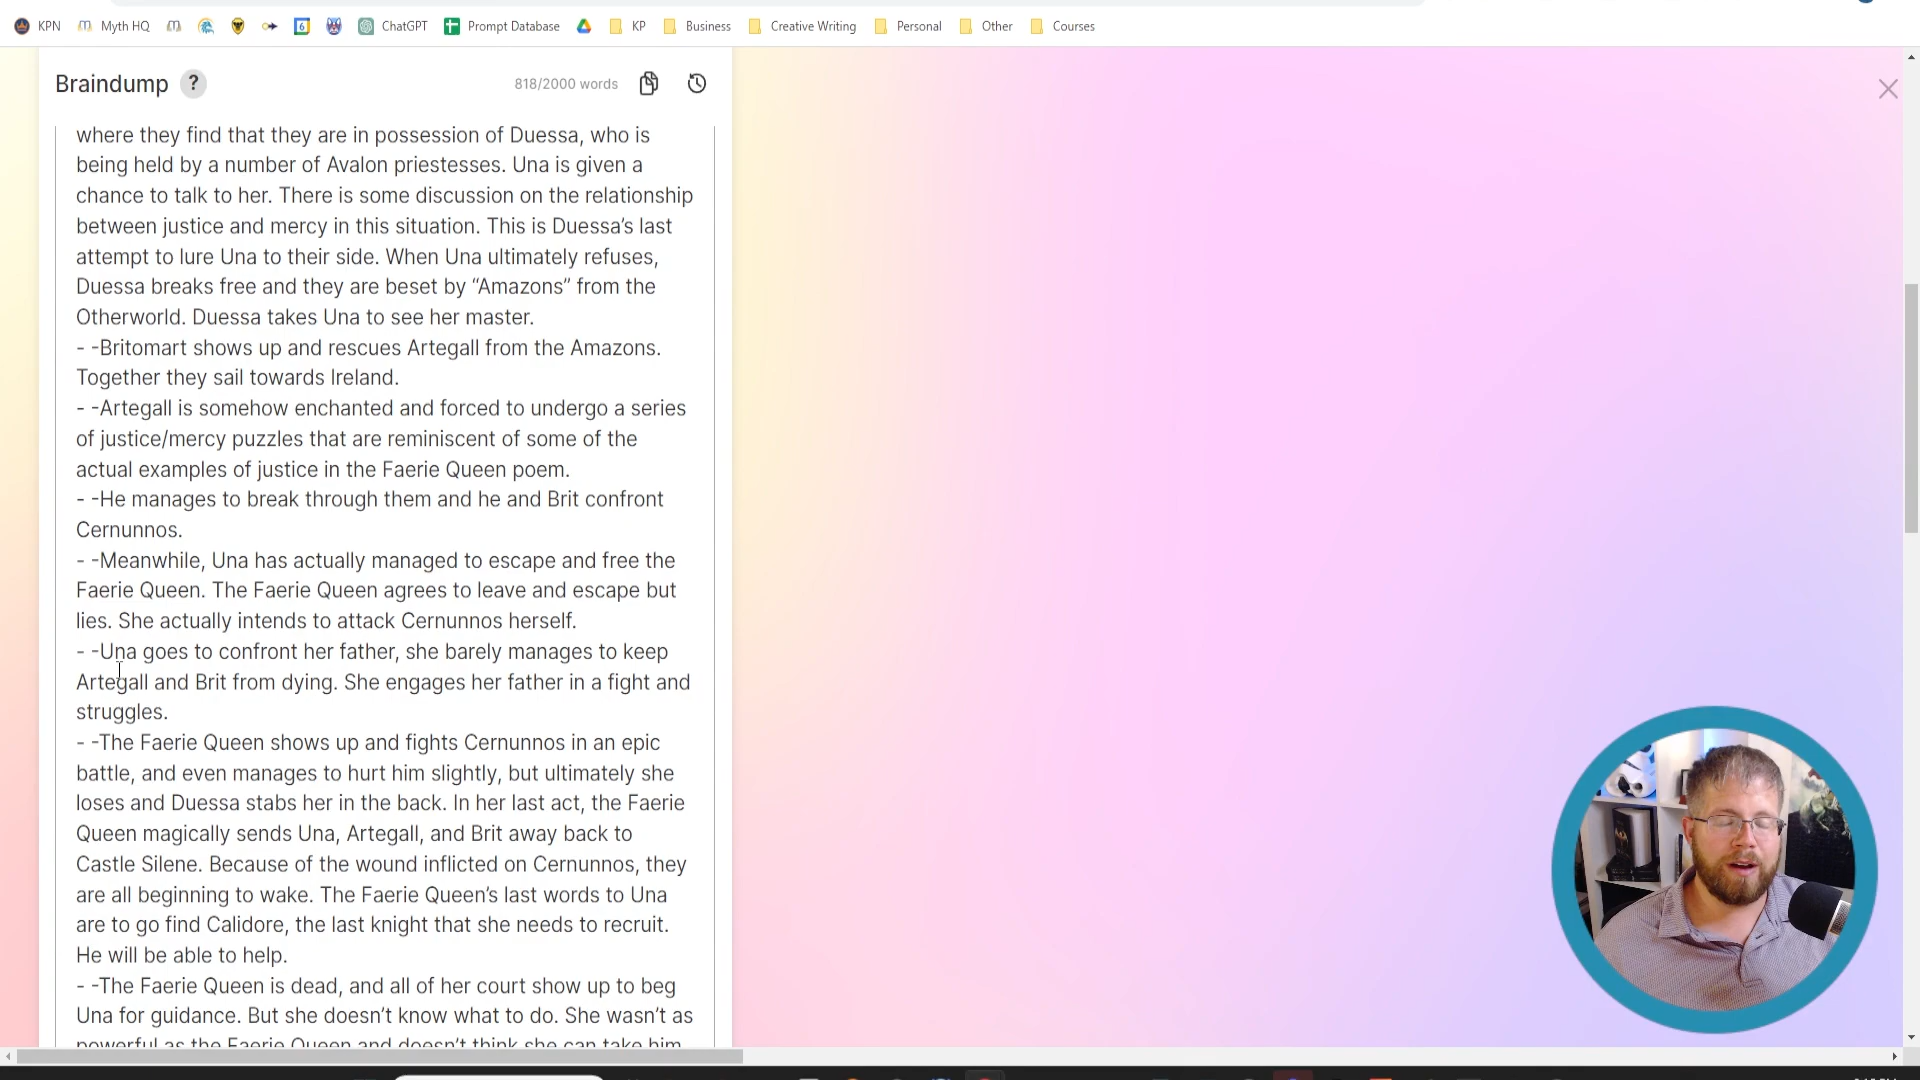 KPN Myth HQ 6 ChatGPT Prompt Database KP Business Creative Writing Personal Other Courses
Braindump ? 818/2000 words
where they find that they are in possession of Duessa, who is
being held by a number of Avalon priestesses. Una is given a
chance to talk to her. There is some discussion on the relationship
between justice and mercy in this situation. This is Duessa’s last
attempt to lure Una to their side. When Una ultimately refuses,
Duessa breaks free and they are beset by “Amazons” from the
Otherworld. Duessa takes Una to see her master.
- -Britomart shows up and rescues Artegall from the Amazons.
Together they sail towards Ireland.
- -Artegall is somehow enchanted and forced to undergo a series
of justice/mercy puzzles that are reminiscent of some of the
actual examples of justice in the Faerie Queen poem.
- -He manages to break through them and he and Brit confront
Cernunnos.
- -Meanwhile, Una has actually managed to escape and free the
Faerie Queen. The Faerie Queen agrees to leave and escape but
lies. She actually intends to attack Cernunnos herself.
- -Una goes to confront her father, she barely manages to keep
Artegall and Brit from dying. She engages her father in a fight and
struggles.
- -The Faerie Queen shows up and fights Cernunnos in an epic
battle, and even manages to hurt him slightly, but ultimately she
loses and Duessa stabs her in the back. In her last act, the Faerie
Queen magically sends Una, Artegall, and Brit away back to
Castle Silene. Because of the wound inflicted on Cernunnos, they
are all beginning to wake. The Faerie Queen’s last words to Una
are to go find Calidore, the last knight that she needs to recruit.
He will be able to help.
- -The Faerie Queen is dead, and all of her court show up to beg
Una for guidance. But she doesn’t know what to do. She wasn’t as
powerful as the Faerie Queen and doesn’t think she can take him